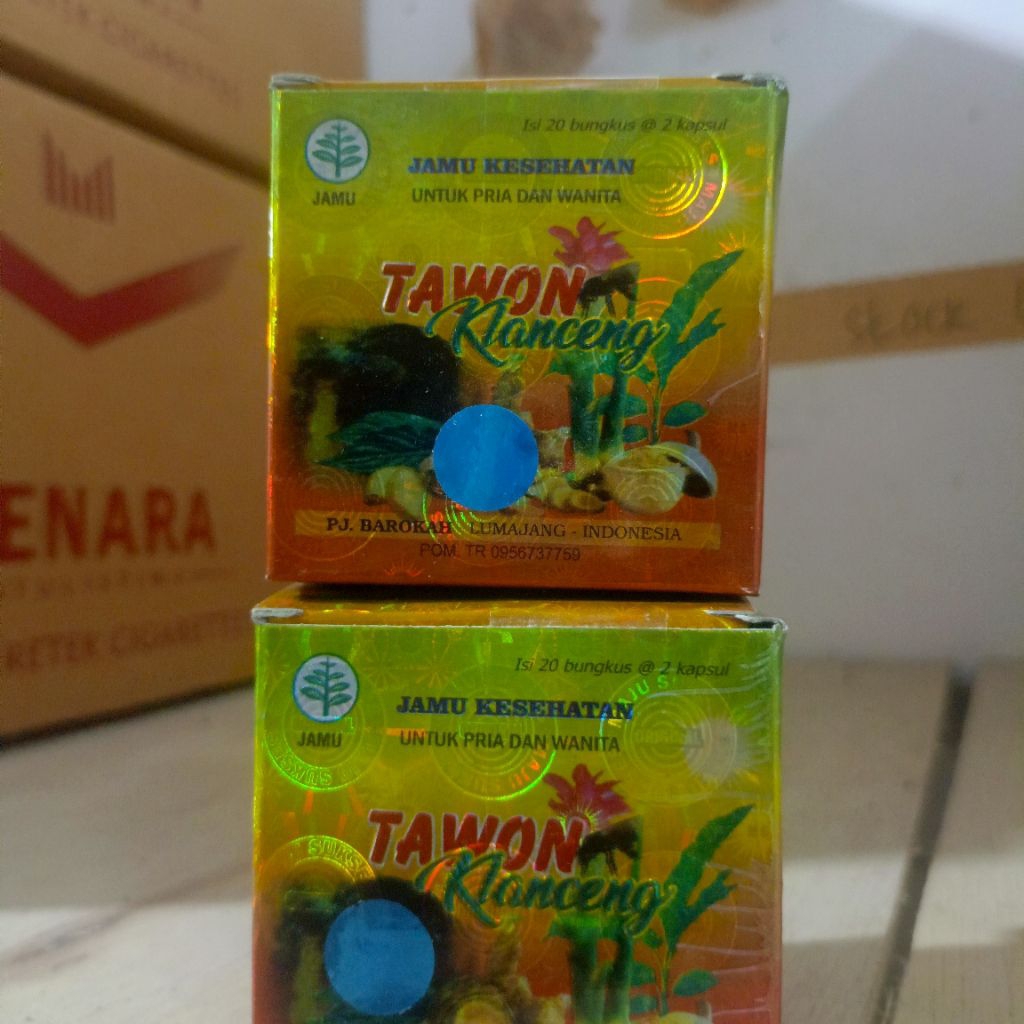 Isi 20 bungkus @ 2 kapsul
JAMU KESEHATAN
UNTUK PRIA DAN WANITA
JAMU
TAWON
Klanceng
PJ. BAROKAH LUMAJANG - INDONESIA
POM. TR 0956737759
Isi 20 bungkus @ 2 kapsul
JAMU KESEHATAN
UNTUK PRIA DAN WANITA
JAMU
TAWON
Klanceng
ENARA